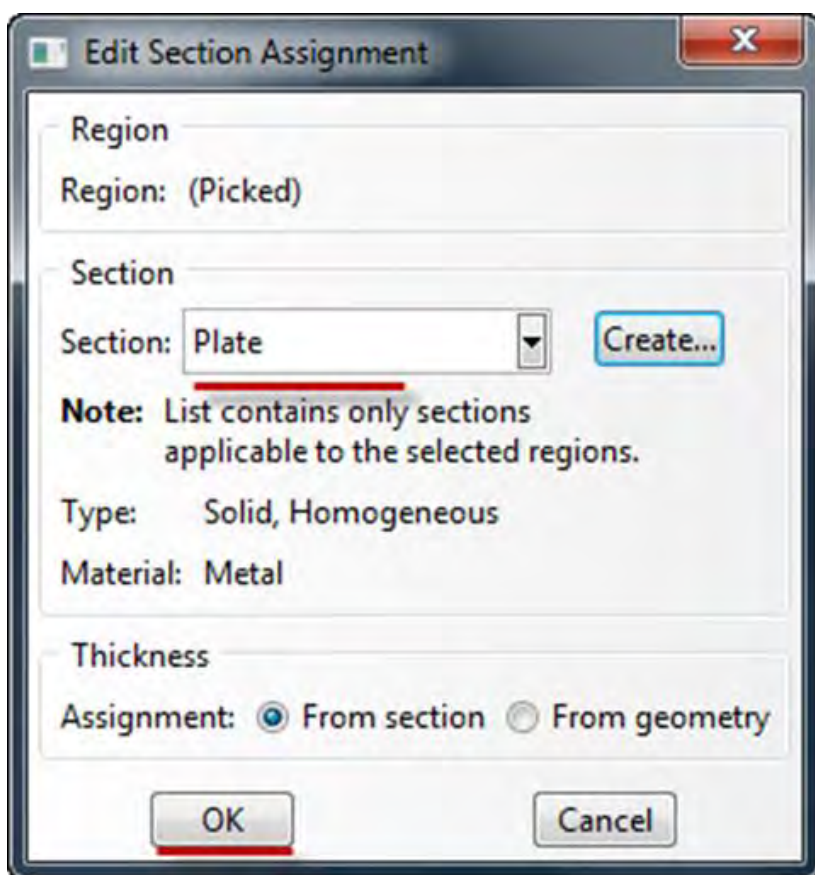 Edit Section Assignment
Region
Region: (Picked)
Section
Section: Plate Create...
Note: List contains only sections
applicable to the selected regions.
Type: Solid, Homogeneous
Material: Metal
Thickness
Assignment: From section From geometry
OK Cancel